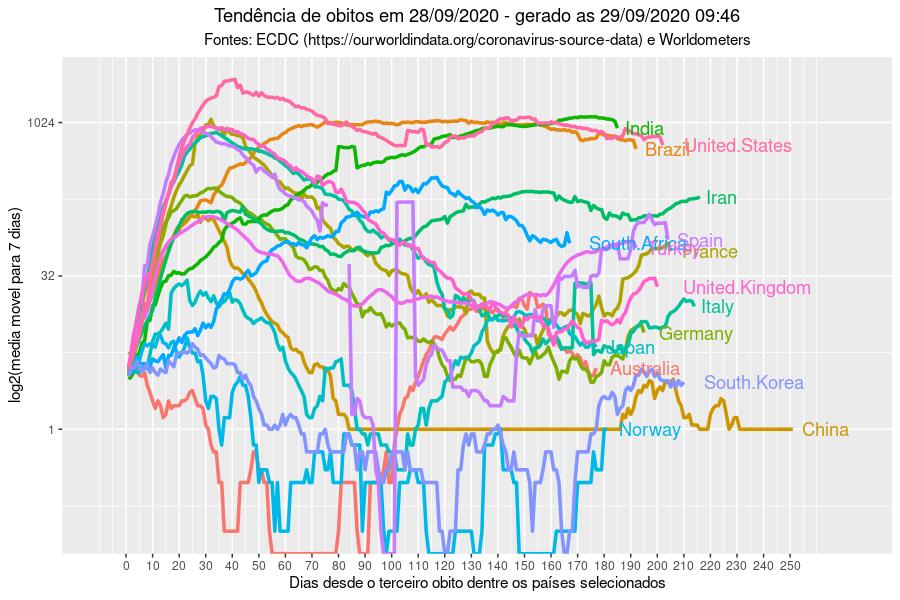 Tendência de obitos em 28/09/2020 - gerado as 29/09/2020 09:46
Fontes: ECDC (https://ourworldindata.org/coronavirus-source-data) e Worldometers
log2(media movel para 7 dias)
1024
32
1
India
Brazil
United.States
Iran
South.Africa
Spain
Turkey
France
United.Kingdom
Italy
Germany
Japan
Australia
South.Korea
Norway
China
0 10 20 30 40 50 60 70 80 90 100 110 120 130 140 150 160 170 180 190 200 210 220 230 240 250
Dias desde o terceiro obito dentre os países selecionados